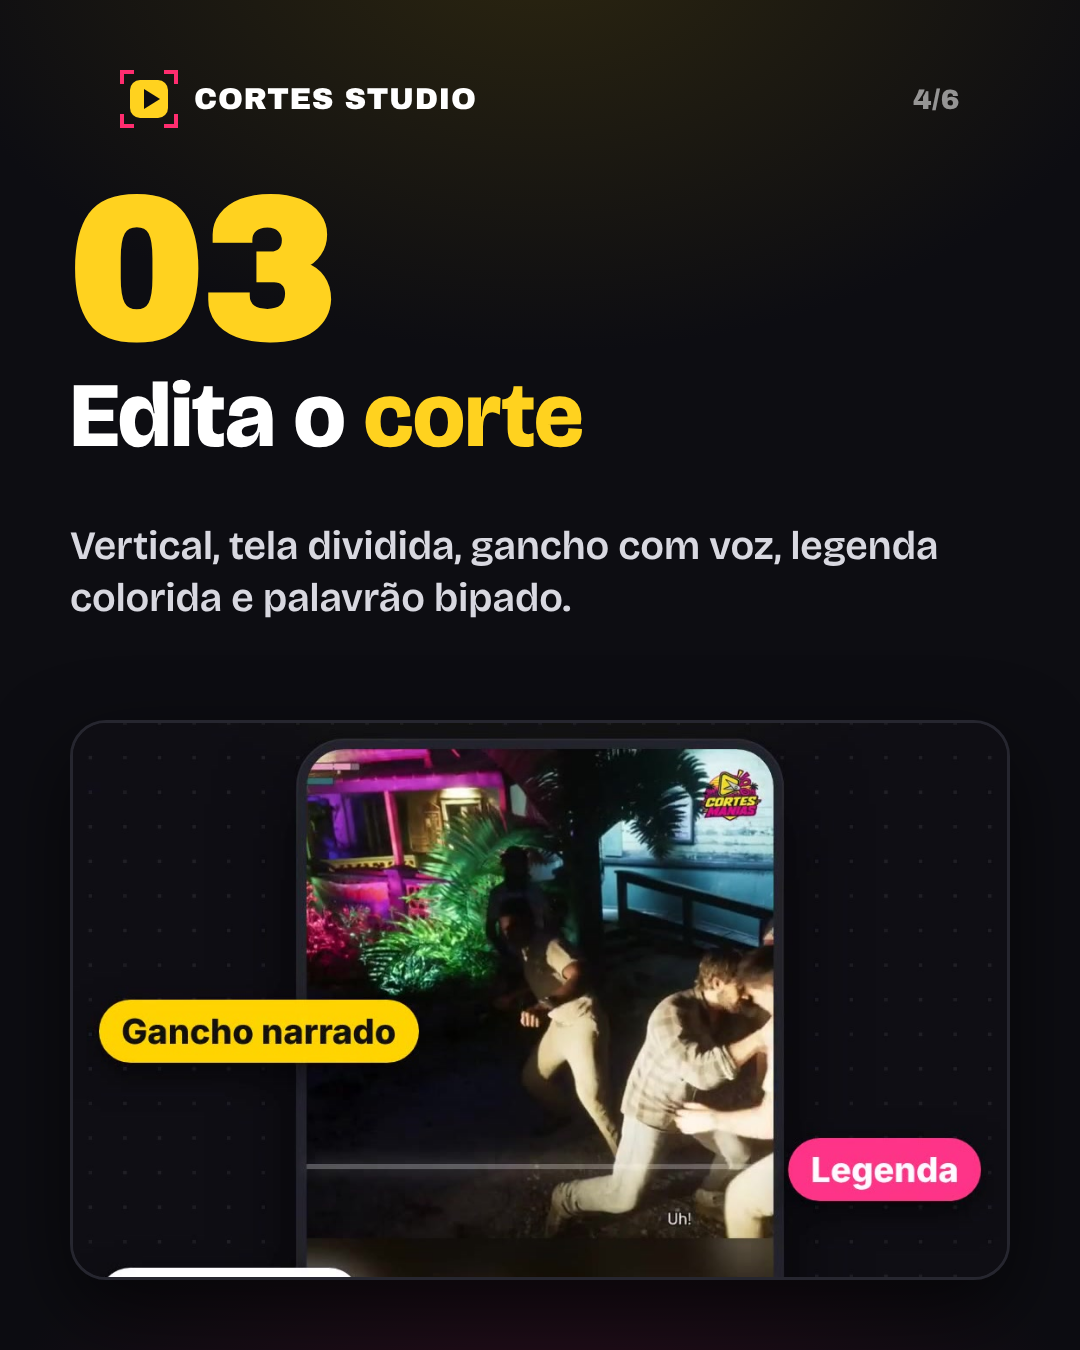 CORTES STUDIO
4/6
03
Edita o corte
Vertical, tela dividida, gancho com voz, legenda
colorida e palavrão bipado.
CORTES
MANIAS
Gancho narrado
Legenda
Uh!